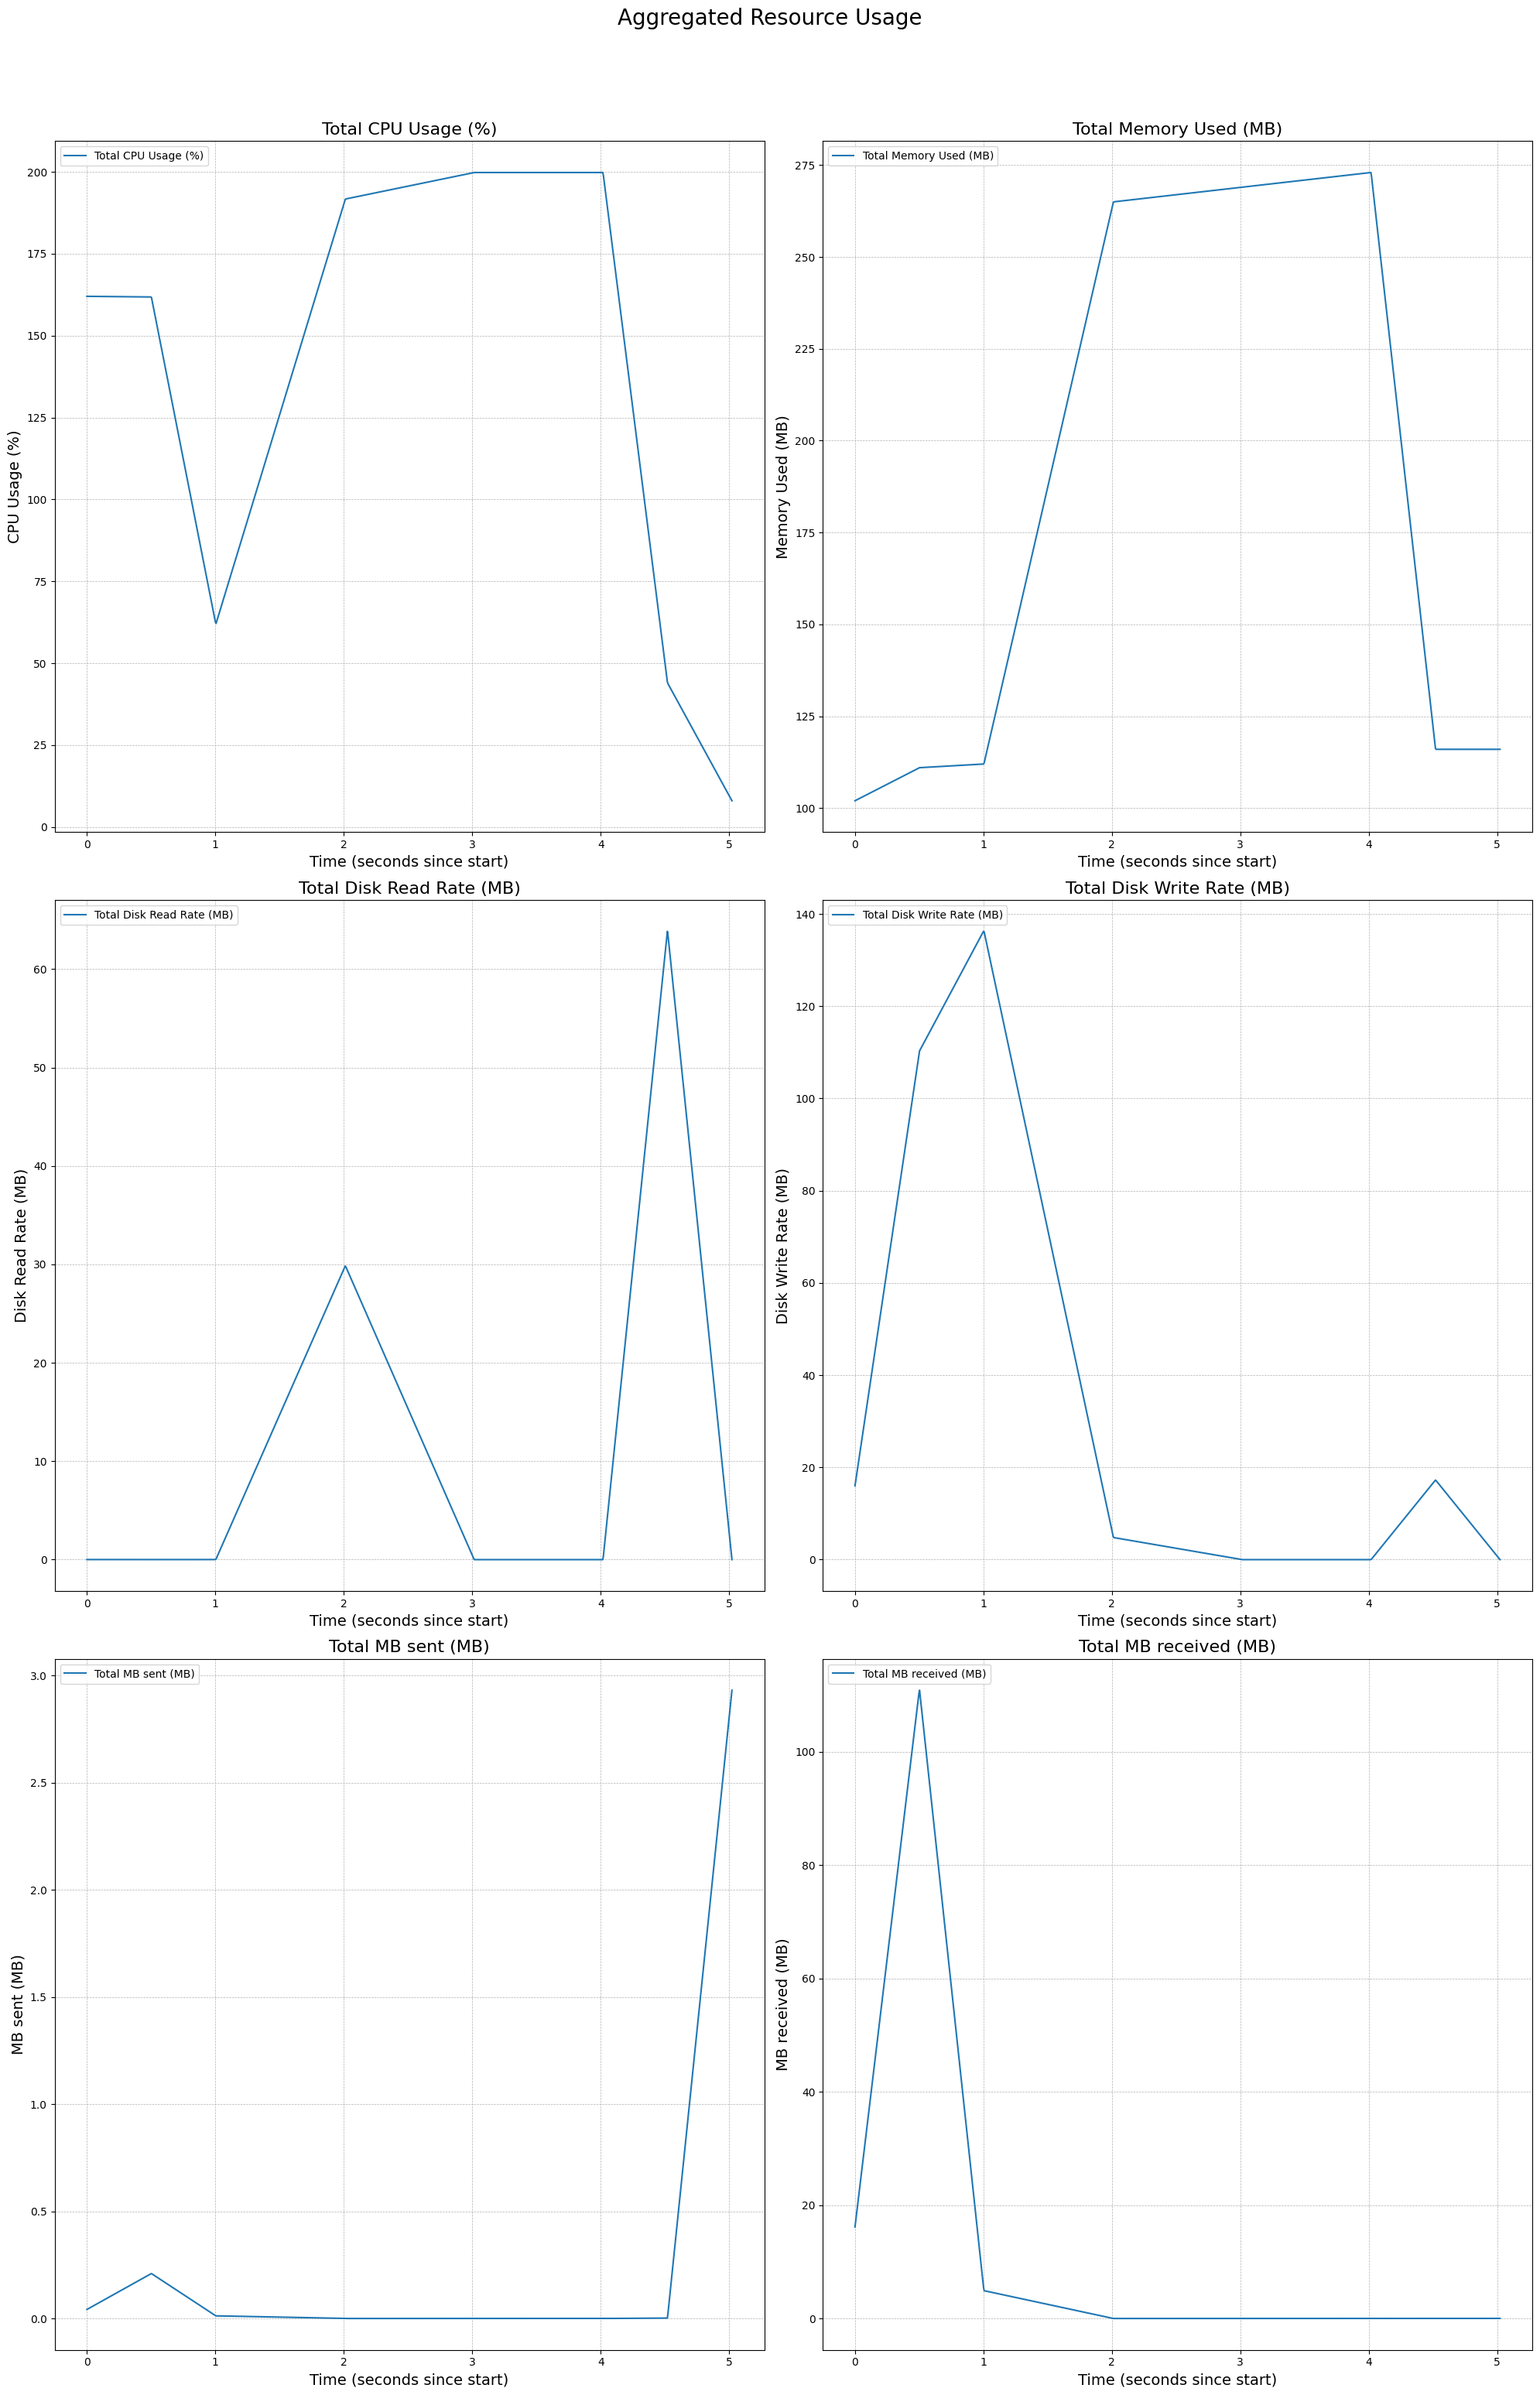 Aggregated Resource Usage
Total CPU Usage (%)
Total CPU Usage (%)
200
175
150
125
100
75
50
25
0
CPU Usage (%)
0 1 2 3 4 5
Time (seconds since start)
Total Memory Used (MB)
Total Memory Used (MB)
275
250
225
200
175
150
125
100
Memory Used (MB)
0 1 2 3 4 5
Time (seconds since start)
Total Disk Read Rate (MB)
Total Disk Read Rate (MB)
60
50
40
30
20
10
0
Disk Read Rate (MB)
0 1 2 3 4 5
Time (seconds since start)
Total Disk Write Rate (MB)
Total Disk Write Rate (MB)
140
120
100
80
60
40
20
0
Disk Write Rate (MB)
0 1 2 3 4 5
Time (seconds since start)
Total MB sent (MB)
Total MB sent (MB)
3.0
2.5
2.0
1.5
1.0
0.5
0.0
MB sent (MB)
0 1 2 3 4 5
Time (seconds since start)
Total MB received (MB)
Total MB received (MB)
100
80
60
40
20
0
MB received (MB)
0 1 2 3 4 5
Time (seconds since start)